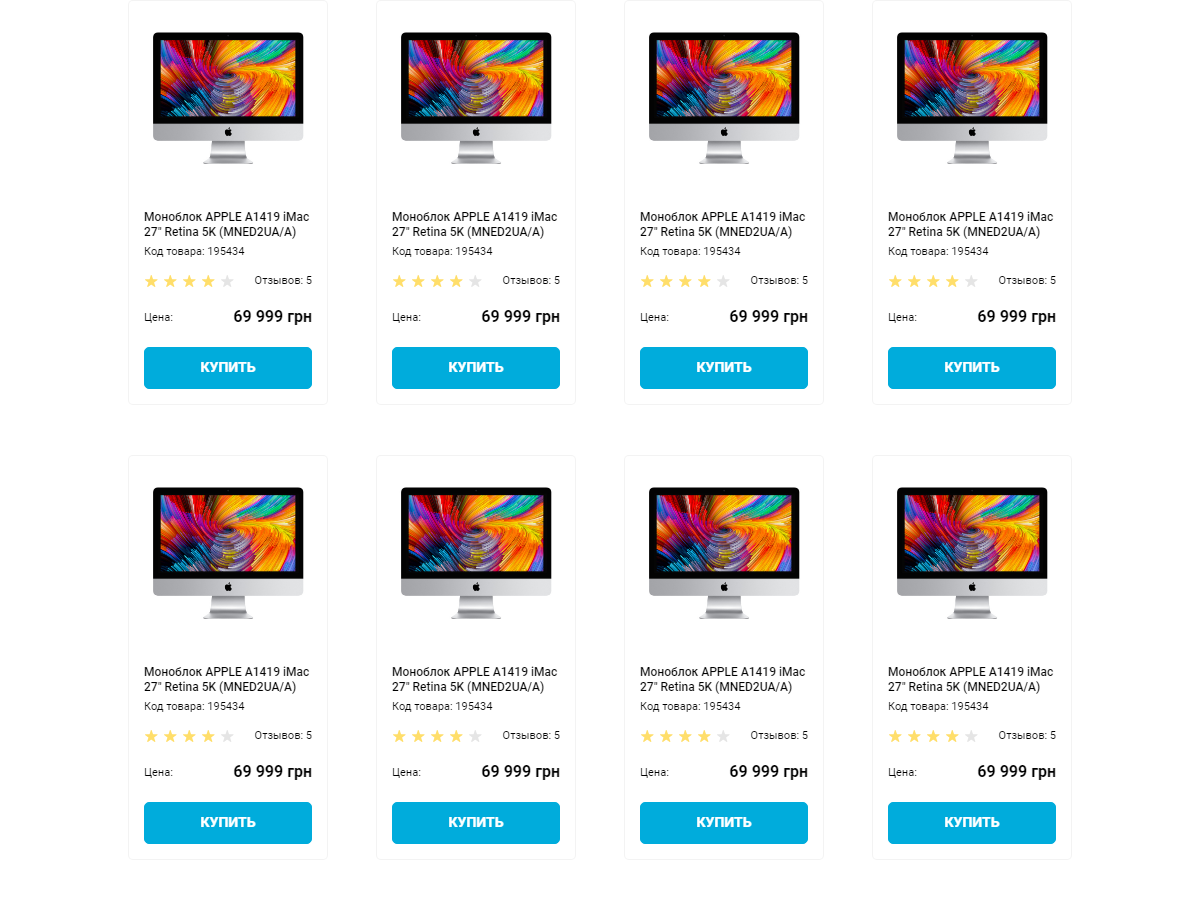 Моноблок APPLE A1419 iMac
27" Retina 5K (MNED2UA/A)
Код товара: 195434
Отзывов: 5
Цена: 69 999 грн
КУПИТЬ
Моноблок APPLE A1419 iMac
27" Retina 5K (MNED2UA/A)
Код товара: 195434
Отзывов: 5
Цена: 69 999 грн
КУПИТЬ
Моноблок APPLE A1419 iMac
27" Retina 5K (MNED2UA/A)
Код товара: 195434
Отзывов: 5
Цена: 69 999 грн
КУПИТЬ
Моноблок APPLE A1419 iMac
27" Retina 5K (MNED2UA/A)
Код товара: 195434
Отзывов: 5
Цена: 69 999 грн
КУПИТЬ
Моноблок APPLE A1419 iMac
27" Retina 5K (MNED2UA/A)
Код товара: 195434
Отзывов: 5
Цена: 69 999 грн
КУПИТЬ
Моноблок APPLE A1419 iMac
27" Retina 5K (MNED2UA/A)
Код товара: 195434
Отзывов: 5
Цена: 69 999 грн
КУПИТЬ
Моноблок APPLE A1419 iMac
27" Retina 5K (MNED2UA/A)
Код товара: 195434
Отзывов: 5
Цена: 69 999 грн
КУПИТЬ
Моноблок APPLE A1419 iMac
27" Retina 5K (MNED2UA/A)
Код товара: 195434
Отзывов: 5
Цена: 69 999 грн
КУПИТЬ